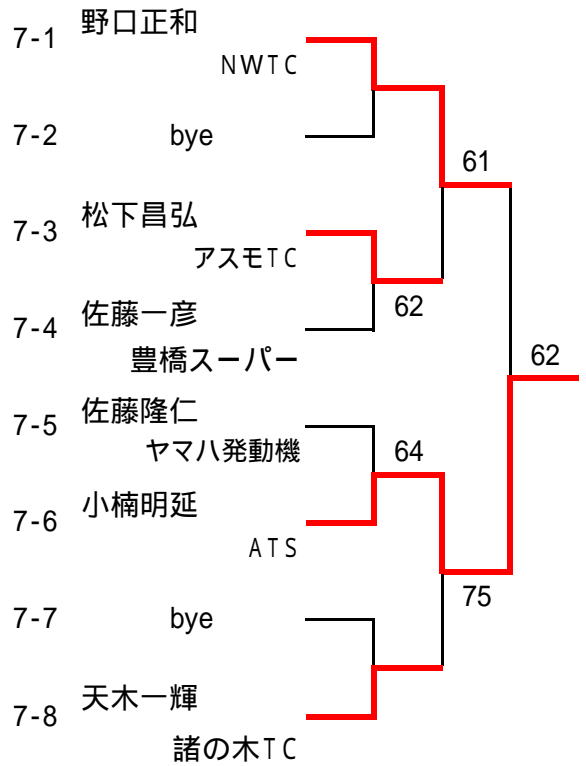 7-1 野口正和
NWTC
7-2 bye
61
7-3 松下昌弘
アスモTC
62
7-4 佐藤一彦
豊橋スーパー
62
7-5 佐藤隆仁
ヤマハ発動機
64
7-6 小楠明延
ATS
75
7-7 bye
7-8 天木一輝
諸の木TC